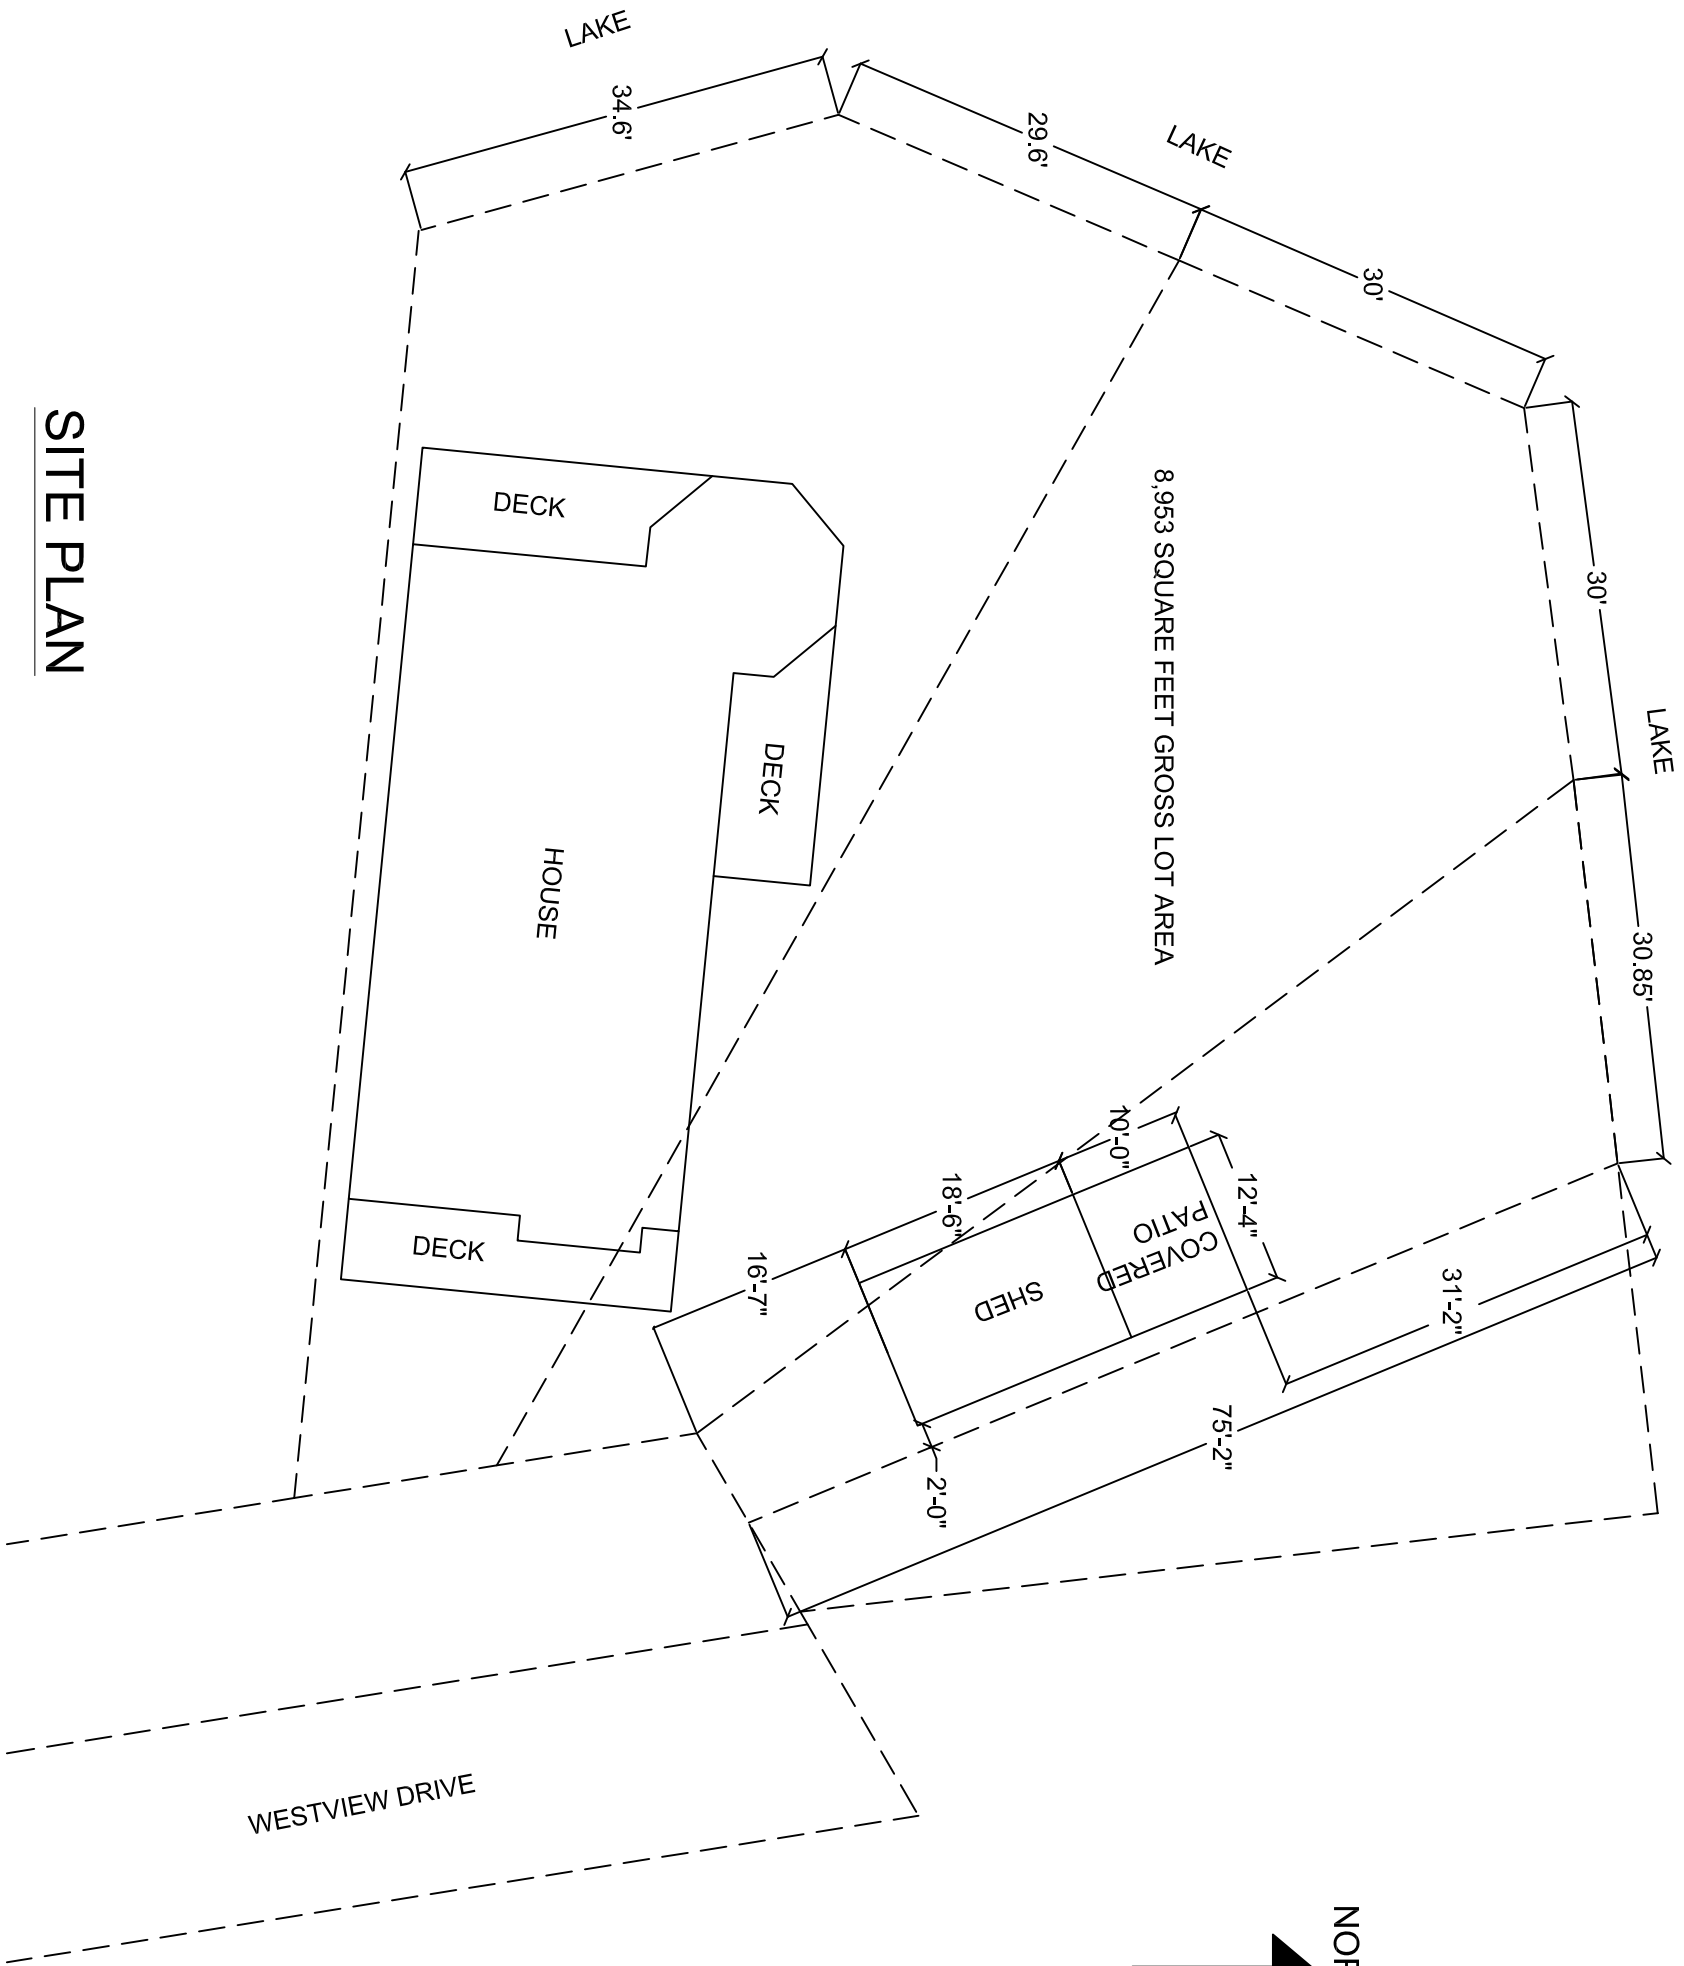 LAKE
34.6'
29.6'
LAKE
30'
30'
LAKE
30.85'
8,953 SQUARE FEET GROSS LOT AREA
DECK
DECK
HOUSE
DECK
10'-0"
12'-4"
18'-6"
16'-7"
COVERED
PATIO
SHED
31'-2"
75'-2"
2'-0"
WESTVIEW DRIVE
SITE PLAN